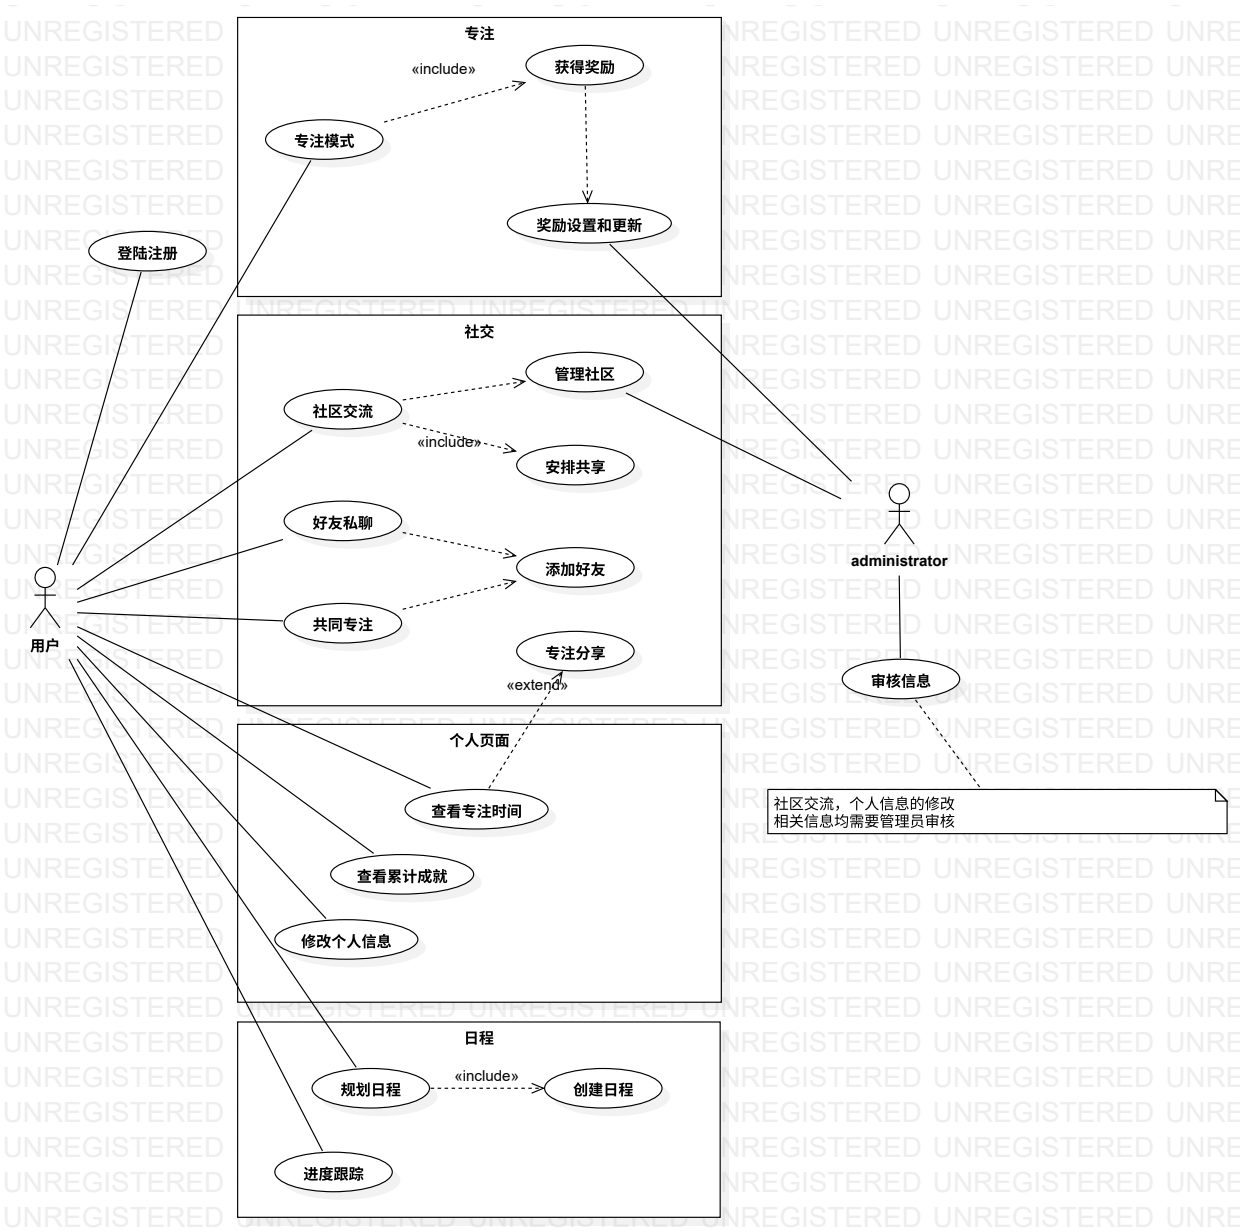 专注
«include»
获得奖励
专注模式
奖励设置和更新
登陆注册
社交
管理社区
社区交流
«include»
安排共享
好友私聊
添加好友
共同专注
专注分享
«extend»
用户
administrator
审核信息
社区交流，个人信息的修改
相关信息均需要管理员审核
个人页面
查看专注时间
查看累计成就
修改个人信息
日程
规划日程
«include»
创建日程
进度跟踪
UNREGISTERED